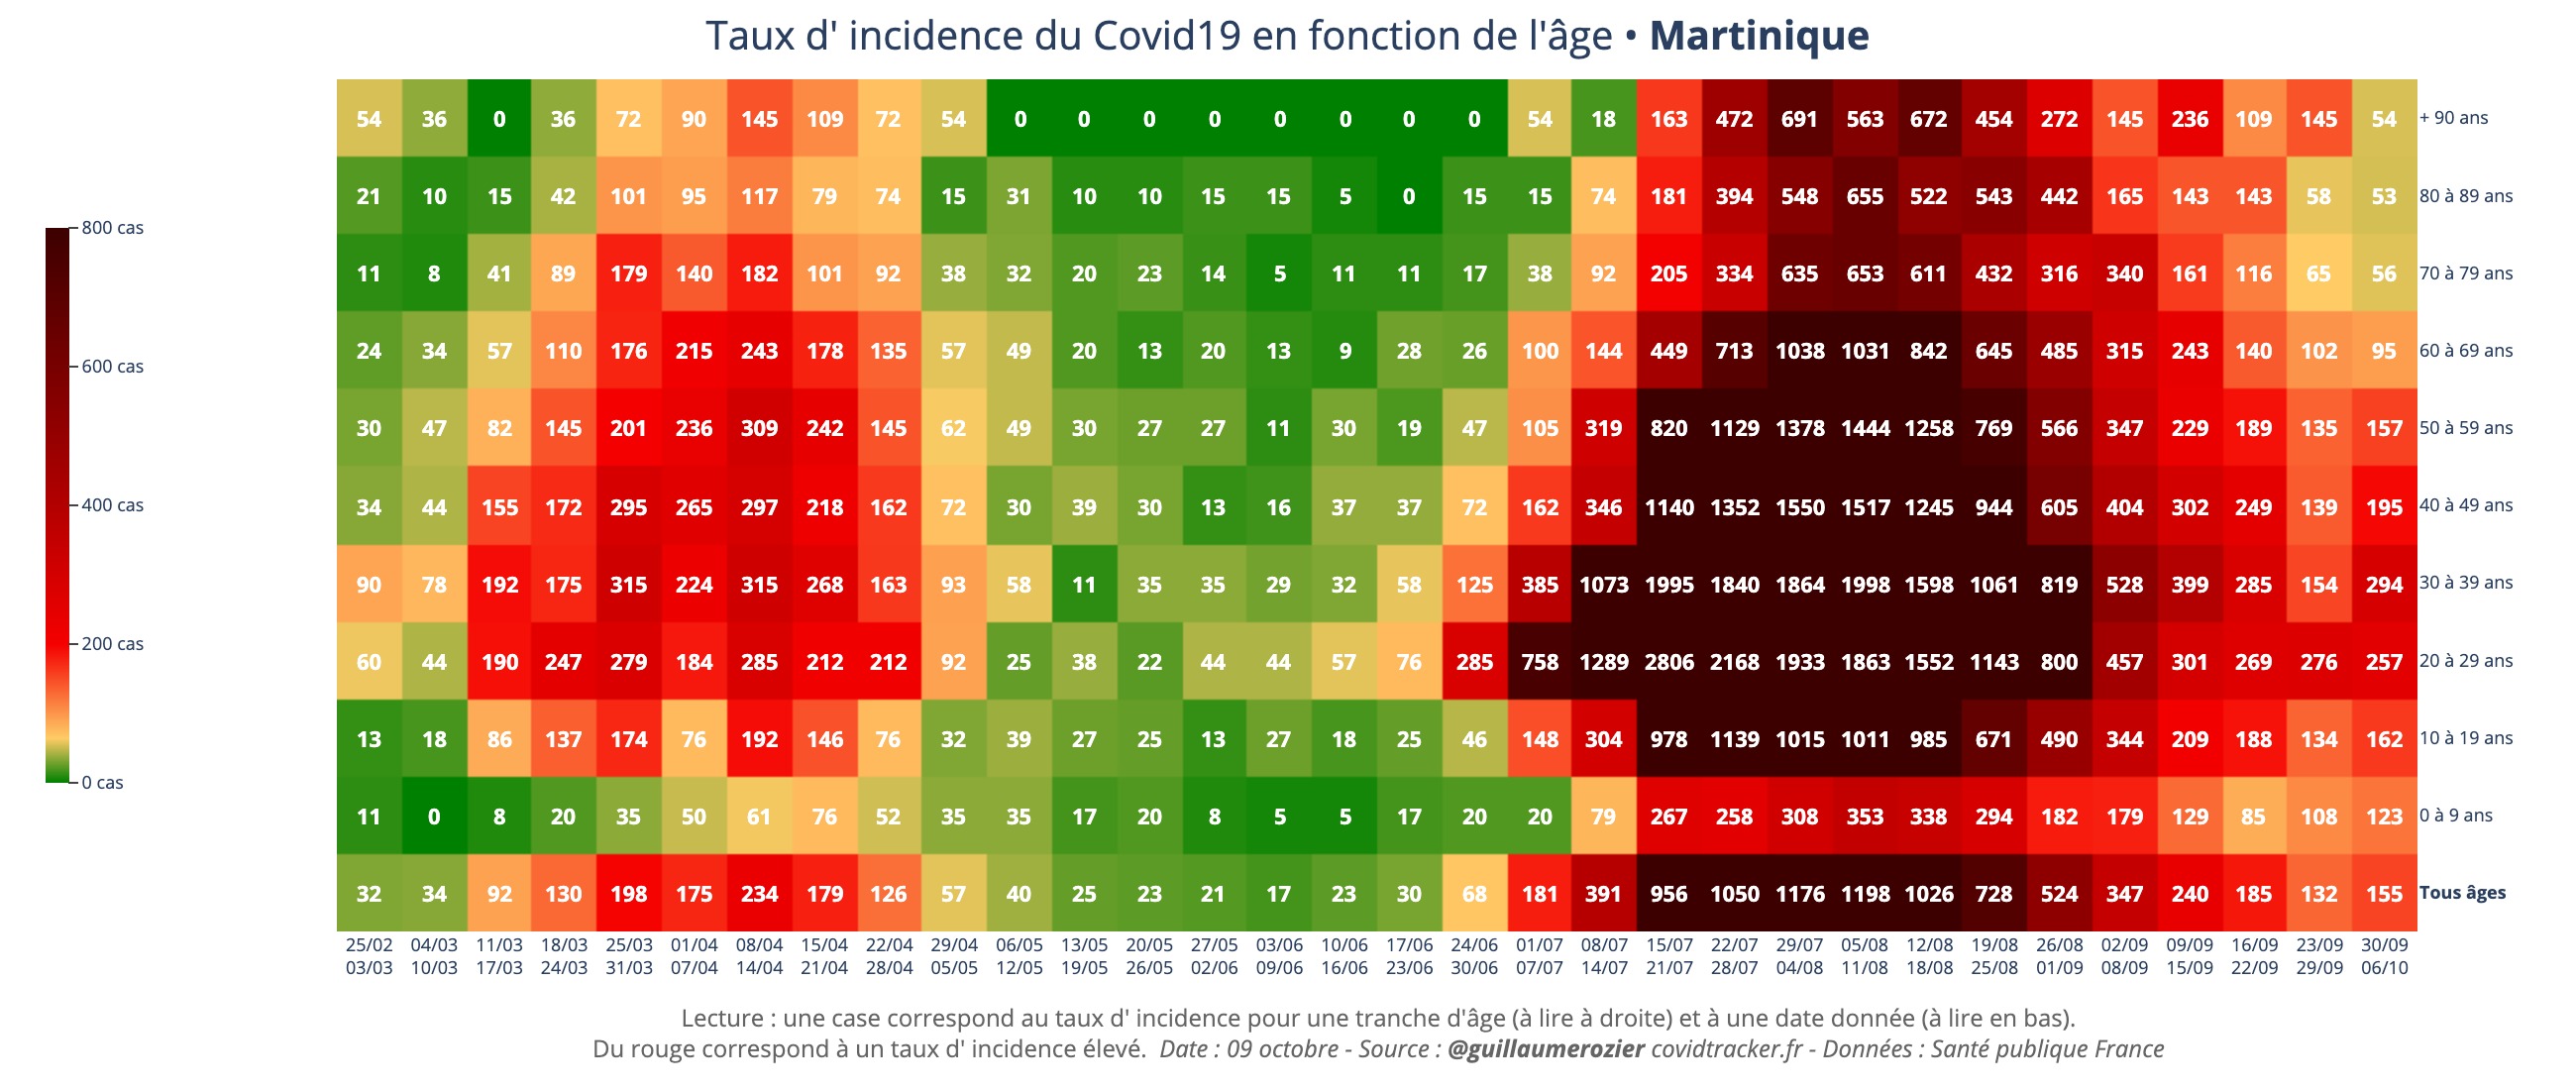 Taux d' incidence du Covid19 en fonction de l'âge • Martinique
54 36 0 36 72 90 145 109 72 54 0 0 0 0 0 0 0 0 54 18 163 472 691 563 672 454 272 145 236 109 145 54 + 90 ans
21 10 15 42 101 95 117 79 74 15 31 10 10 15 15 5 0 15 15 74 181 394 548 655 522 543 442 165 143 143 58 53 80 à 89 ans
800 cas
11 8 41 89 179 140 182 101 92 38 32 20 23 14 5 11 11 17 38 92 205 334 635 653 611 432 316 340 161 116 65 56 70 à 79 ans
24 34 57 110 176 215 243 178 135 57 49 20 13 20 13 9 28 26 100 144 449 713 1038 1031 842 645 485 315 243 140 102 95 60 à 69 ans
600 cas
30 47 82 145 201 236 309 242 145 62 49 30 27 27 11 30 19 47 105 319 820 1129 1378 1444 1258 769 566 347 229 189 135 157 50 à 59 ans
400 cas
34 44 155 172 295 265 297 218 162 72 30 39 30 13 16 37 37 72 162 346 1140 1352 1550 1517 1245 944 605 404 302 249 139 195 40 à 49 ans
90 78 192 175 315 224 315 268 163 93 58 11 35 35 29 32 58 125 385 1073 1995 1840 1864 1998 1598 1061 819 528 399 285 154 294 30 à 39 ans
200 cas
60 44 190 247 279 184 285 212 212 92 25 38 22 44 44 57 76 285 758 1289 2806 2168 1933 1863 1552 1143 800 457 301 269 276 257 20 à 29 ans
13 18 86 137 174 76 192 146 76 32 39 27 25 13 27 18 25 46 148 304 978 1139 1015 1011 985 671 490 344 209 188 134 162 10 à 19 ans
0 cas
11 0 8 20 35 50 61 76 52 35 35 17 20 8 5 5 17 20 20 79 267 258 308 353 338 294 182 179 129 85 108 123 0 à 9 ans
32 34 92 130 198 175 234 179 126 57 40 25 23 21 17 23 30 68 181 391 956 1050 1176 1198 1026 728 524 347 240 185 132 155 Tous âges
25/02 04/03 11/03 18/03 25/03 01/04 08/04 15/04 22/04 29/04 06/05 13/05 20/05 27/05 03/06 10/06 17/06 24/06 01/07 08/07 15/07 22/07 29/07 05/08 12/08 19/08 26/08 02/09 09/09 16/09 23/09 30/09
03/03 10/03 17/03 24/03 31/03 07/04 14/04 21/04 28/04 05/05 12/05 19/05 26/05 02/06 09/06 16/06 23/06 30/06 07/07 14/07 21/07 28/07 04/08 11/08 18/08 25/08 01/09 08/09 15/09 22/09 29/09 06/10
Lecture : une case correspond au taux d' incidence pour une tranche d'âge (à lire à droite) et à une date donnée (à lire en bas).
Du rouge correspond à un taux d' incidence élevé. Date : 09 octobre - Source : @guillaumerozier covidtracker.fr - Données : Santé publique France